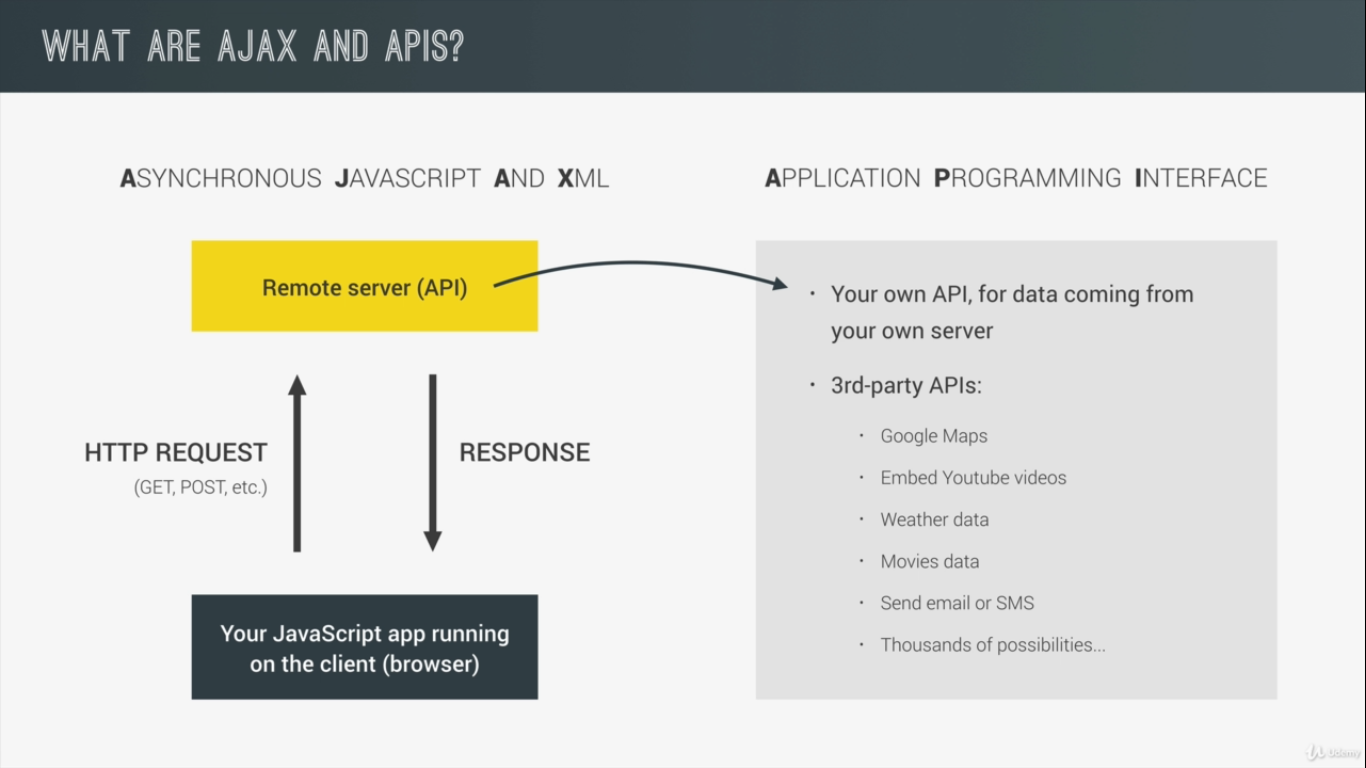 WHAT ARE AJAX AND APIS?
ASYNCHRONOUS JAVASCRIPT AND XML
Remote server (API)
HTTP REQUEST
(GET, POST, etc.)
RESPONSE
Your JavaScript app running
on the client (browser)
APPLICATION PROGRAMMING INTERFACE
· Your own API, for data coming from
your own server
· 3rd-party APIs:
· Google Maps
· Embed Youtube videos
· Weather data
· Movies data
· Send email or SMS
· Thousands of possibilities...
Udemy